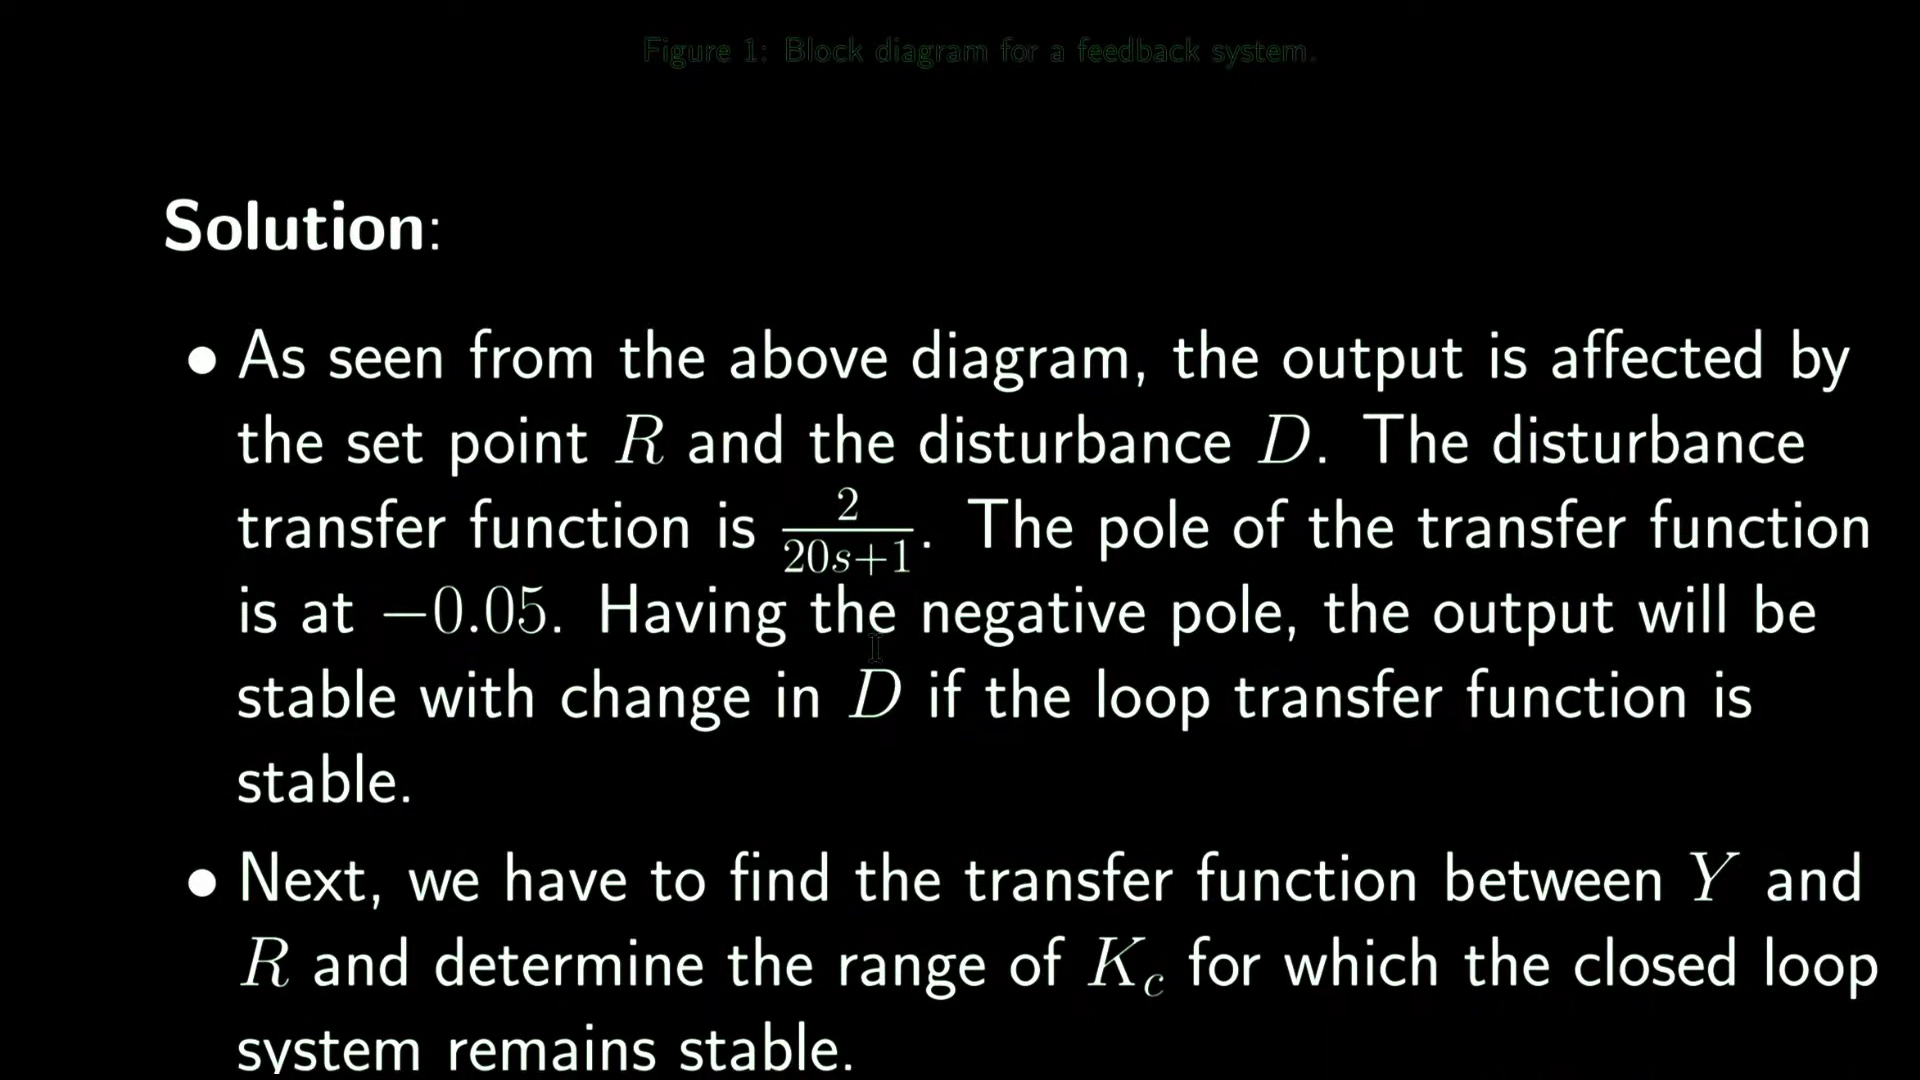 Figure 1: Block diagram for a feedback system.
Solution:
• As seen from the above diagram, the output is affected by
the set point R and the disturbance D. The disturbance
transfer function is \frac{2}{20s+1}. The pole of the transfer function
is at −0.05. Having the negative pole, the output will be
stable with change in D if the loop transfer function is
stable.
• Next, we have to find the transfer function between Y and
R and determine the range of K_c for which the closed loop
system remains stable.